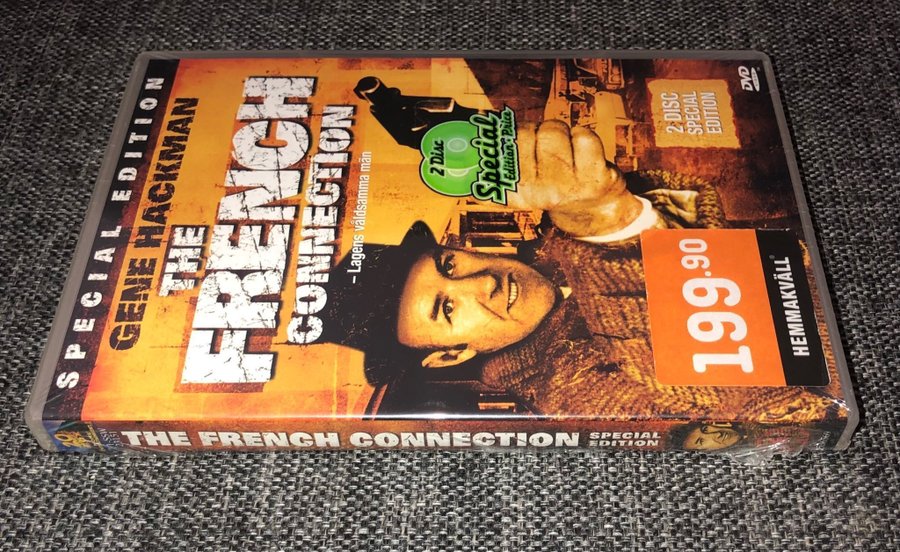 SPECIAL EDITION
GENE HACKMAN
THE
FRENCH
CONNECTION
– Lagens våldsamma män
2 Disc
Special
Edition
DVD
2 DISC
SPECIAL
EDITION
199.90
HEMMAKVÄLL
THE FRENCH CONNECTION
SPECIAL
EDITION